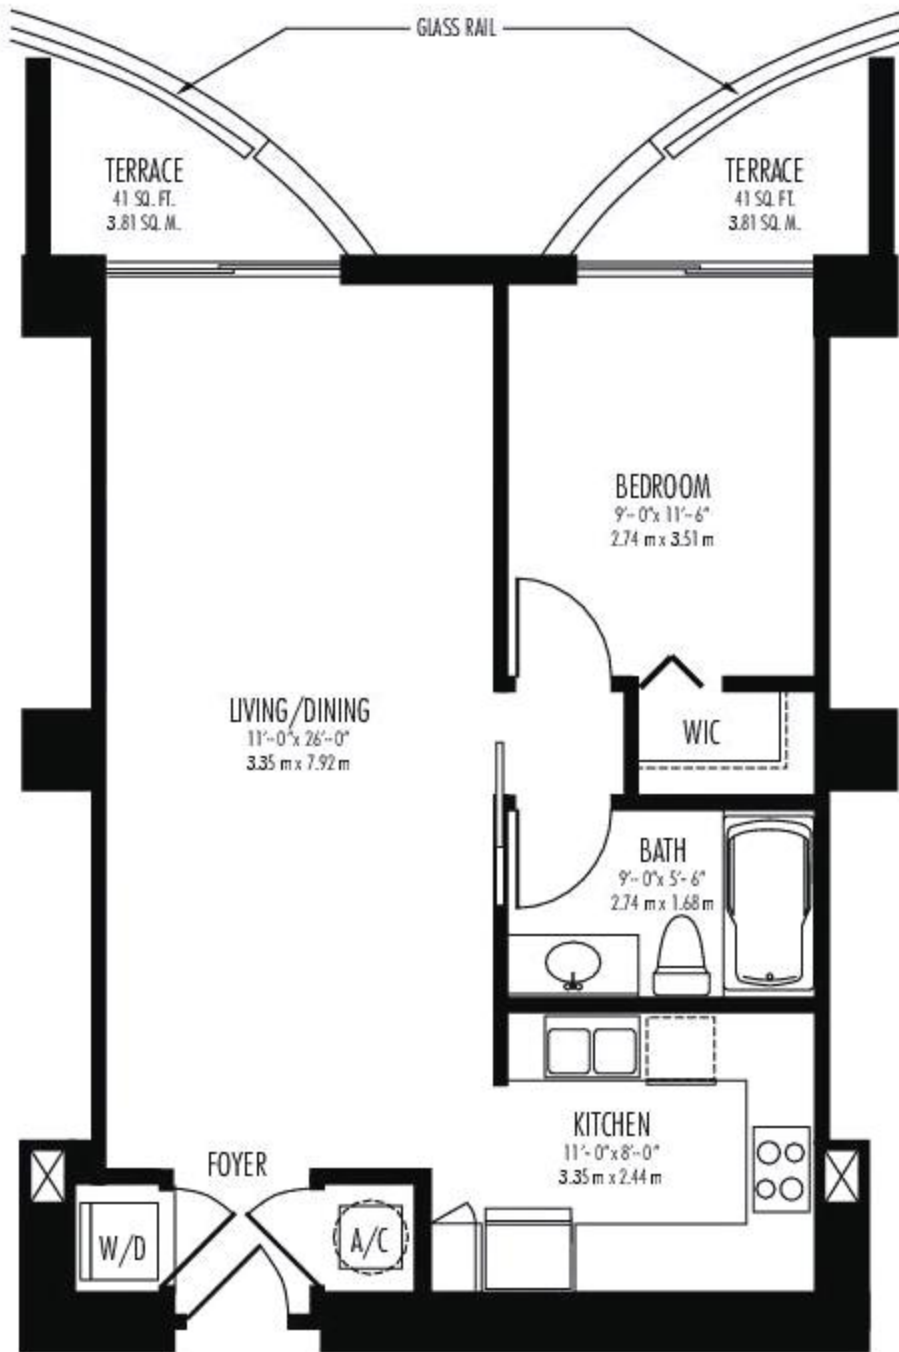 GLASS RAIL
TERRACE
41 SQ. FT.
3.81 SQ. M.
TERRACE
41 SQ. FT.
3.81 SQ. M.
BEDROOM
9'-0"x 11'-6"
2.74 m x 3.51 m
LIVING/DINING
11'-0"x 26'-0"
3.35 m x 7.92 m
WIC
BATH
9'-0"x 5'-6"
2.74 m x 1.68 m
KITCHEN
11'-0"x 8'-0"
3.35 m x 2.44 m
FOYER
W/D
A/C